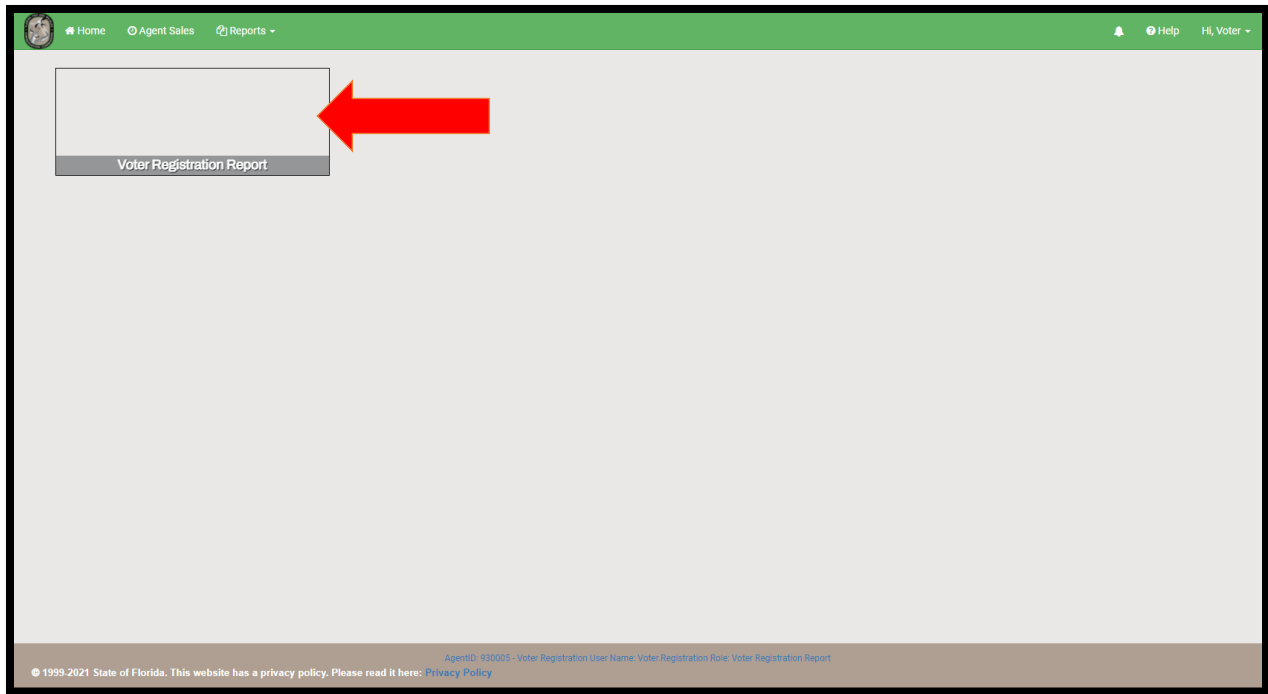 Home Agent Sales Reports Help Hi, Voter
Voter Registration Report
AgentID: 930005 - Voter Registration User Name: Voter.Registration Role: Voter Registration Report
© 1999-2021 State of Florida. This website has a privacy policy. Please read it here: Privacy Policy